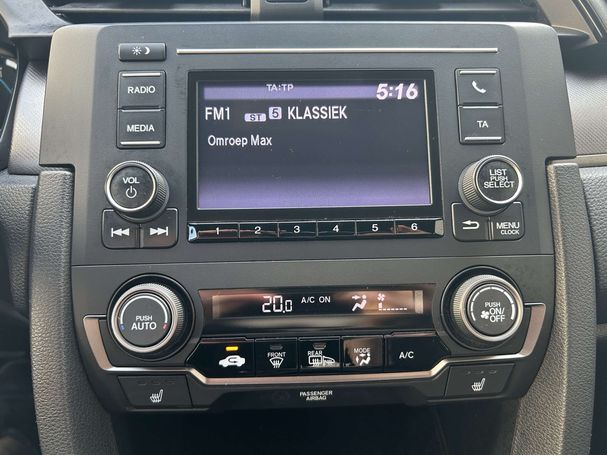 TA:TP
5:16
RADIO
FM1 ST 5 KLASSIEK
MEDIA
TA
Omroep Max
VOL
LIST
PUSH
SELECT
1 2 3 4 5 6
MENU
CLOCK
20.0 A/C ON
PUSH
AUTO
PUSH
ON/
OFF
FRONT
REAR
MODE
A/C
PASSENGER
AIRBAG